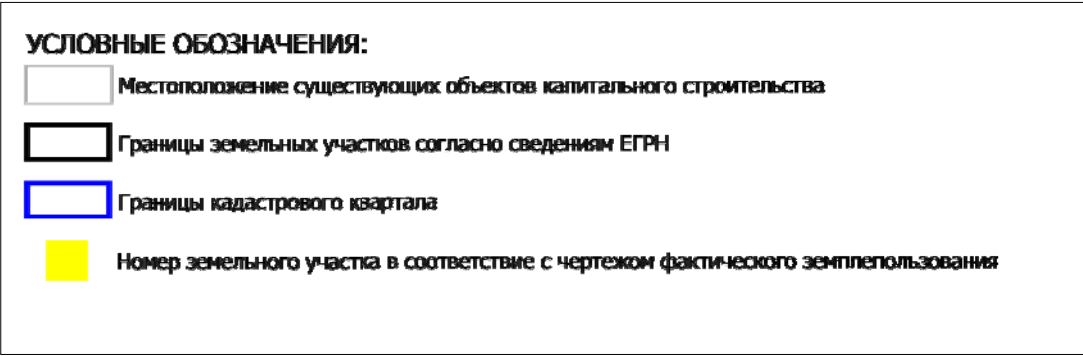 УСЛОВНЫЕ ОБОЗНАЧЕНИЯ:
Местоположение существующих объектов капитального строительства
Границы земельных участков согласно сведениям ЕГРН
Границы кадастрового квартала
Номер земельного участка в соответствие с чертежом фактического земплепользования